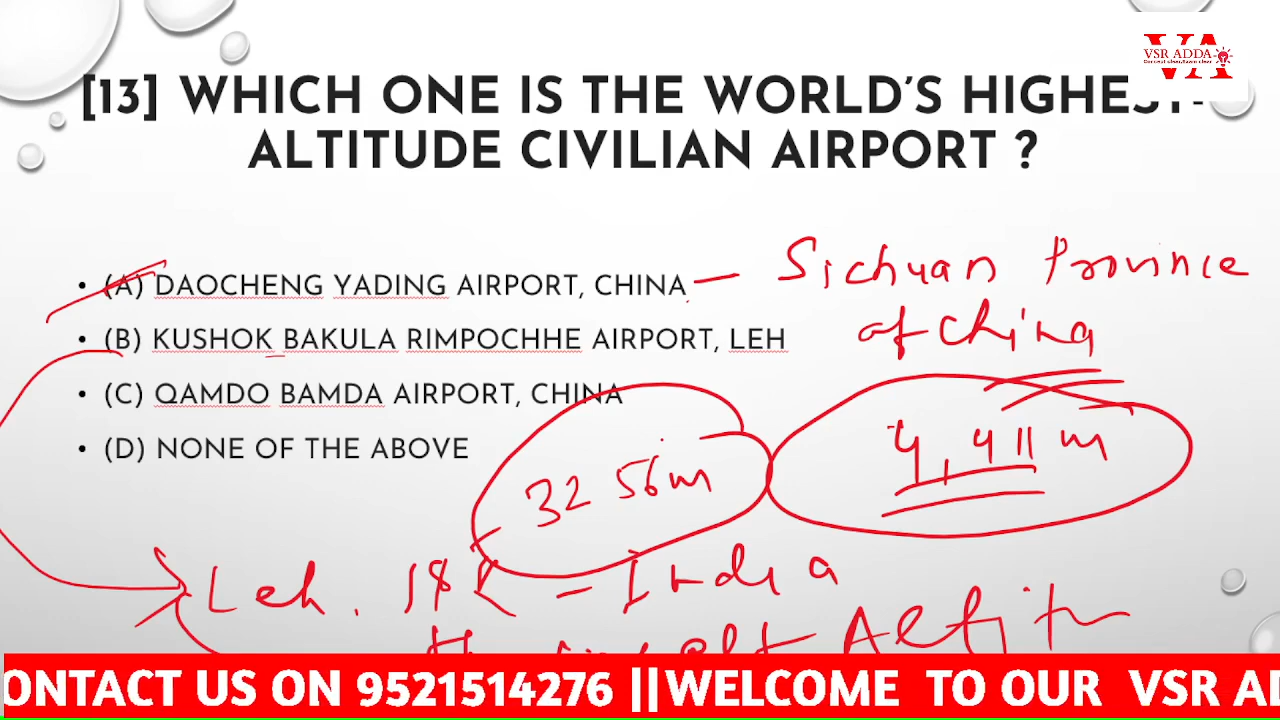 VSR ADDA
[13] WHICH ONE IS THE WORLD'S HIGHEST-
ALTITUDE CIVILIAN AIRPORT ?
• (A) DAOCHENG YADING AIRPORT, CHINA — Sichuan Province
of China
• (B) KUSHOK BAKULA RIMPOCHHE AIRPORT, LEH
• (C) QAMDO BAMDA AIRPORT, CHINA
4,411 m
• (D) NONE OF THE ABOVE
3256m
Leh. – India
ONTACT US ON 9521514276 ||WELCOME TO OUR VSR AD